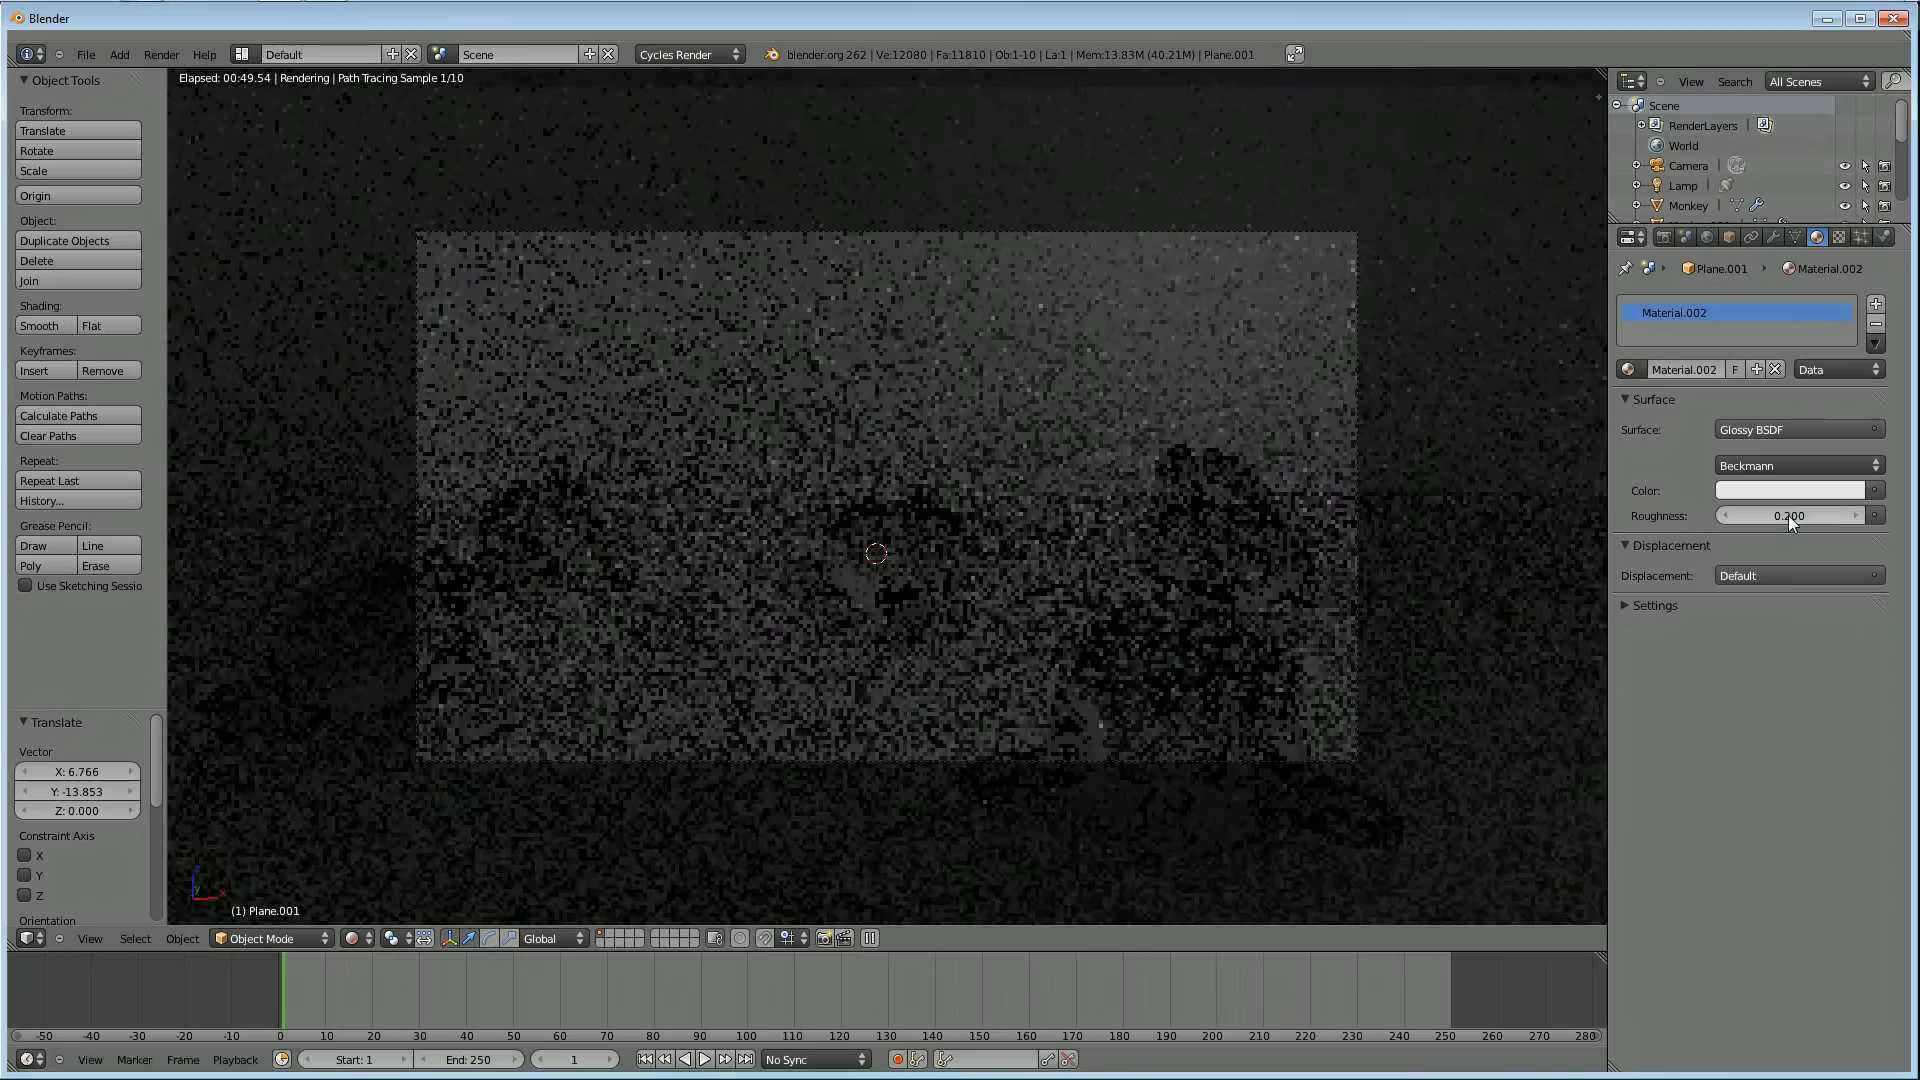 Blender
File Add Render Help Default Scene Cycles Render blender.org 262 | Ve:12080 | Fa:11810 | Ob:1-10 | La:1 | Mem:13.83M (40.21M) | Plane.001
Object Tools
Elapsed: 00:49.54 | Rendering | Path Tracing Sample 1/10
View Search All Scenes
Scene
RenderLayers
World
Camera
Lamp
Monkey
Transform:
Translate
Rotate
Scale
Origin
Object:
Duplicate Objects
Delete
Join
Shading:
Smooth Flat
Keyframes:
Insert Remove
Motion Paths:
Calculate Paths
Clear Paths
Repeat:
Repeat Last
History...
Grease Pencil:
Draw Line
Poly Erase
Use Sketching Sessio
Translate
Vector
X: 6.766
Y: -13.853
Z: 0.000
Constraint Axis
X
Y
Z
Orientation
z
y x
(1) Plane.001
Plane.001 Material.002
Material.002
Material.002 F Data
Surface
Surface: Glossy BSDF
Beckmann
Color:
Roughness: 0.200
Displacement
Displacement: Default
Settings
View Select Object Object Mode Global
-50 -40 -30 -20 -10 0 10 20 30 40 50 60 70 80 90 100 110 120 130 140 150 160 170 180 190 200 210 220 230 240 250 260 270 280
View Marker Frame Playback Start: 1 End: 250 1 No Sync